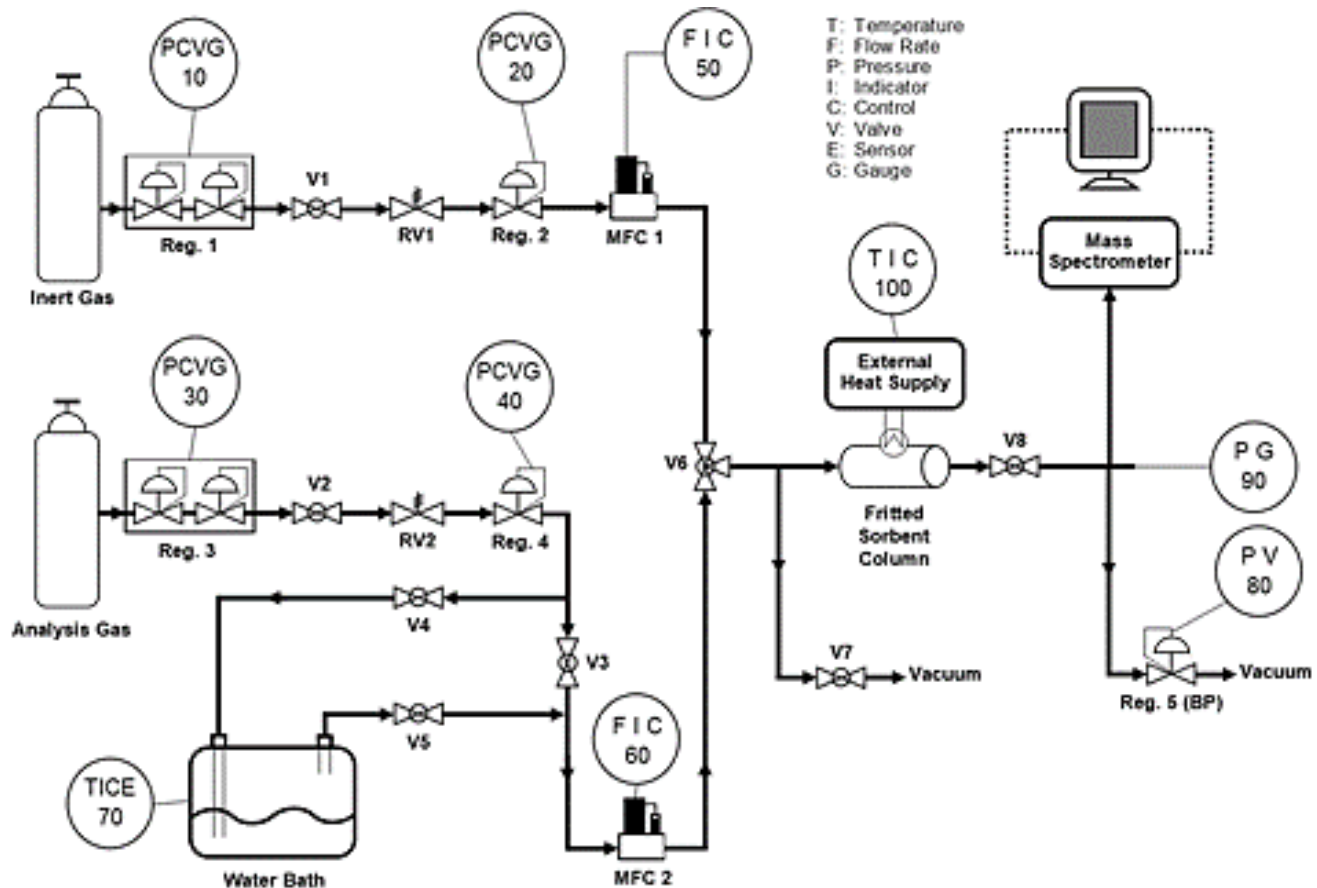 PCVG
10
PCVG
20
F I C
50
T: Temperature
F: Flow Rate
P: Pressure
I: Indicator
C: Control
V: Valve
E: Sensor
G: Gauge
V1
Reg. 1
RV1
Reg. 2
MFC 1
Inert Gas
Mass
Spectrometer
T I C
100
External
Heat Supply
PCVG
30
PCVG
40
V6
V8
P G
90
V2
Reg. 3
RV2
Reg. 4
Fritted
Sorbent
Column
P V
80
Analysis Gas
V4
V3
V7
Vacuum
Vacuum
Reg. 5 (BP)
V5
F I C
60
TICE
70
Water Bath
MFC 2